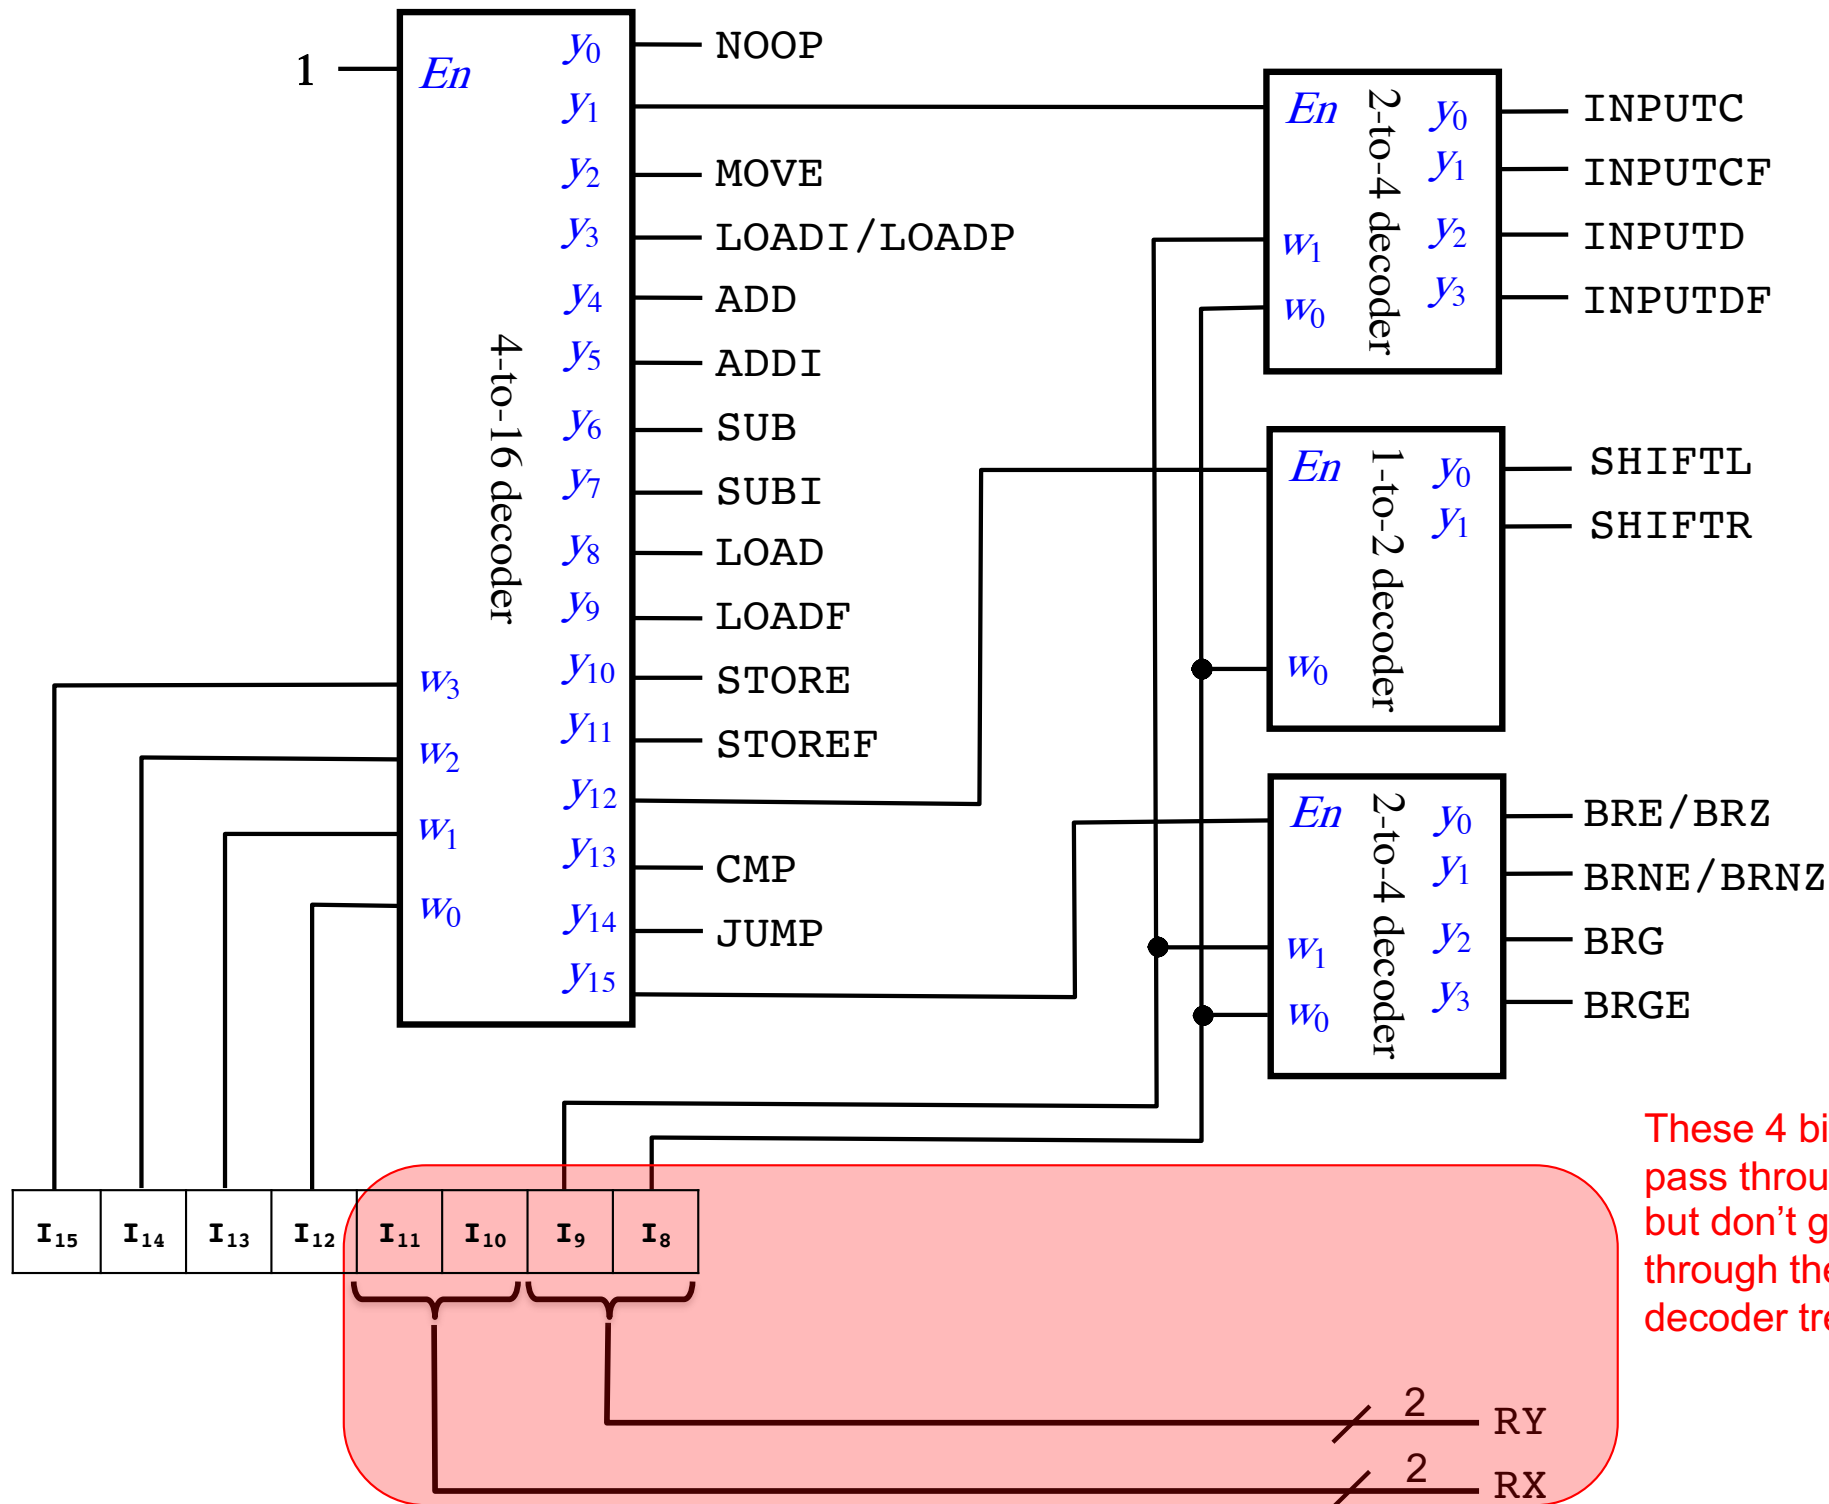 1
En
y0
y1
y2
y3
y4
y5
y6
y7
y8
y9
y10
y11
y12
y13
y14
y15
4-to-16 decoder
w3
w2
w1
w0
NOOP
MOVE
LOADI/LOADP
ADD
ADDI
SUB
SUBI
LOAD
LOADF
STORE
STOREF
CMP
JUMP
En
w1
w0
2-to-4 decoder
y0
y1
y2
y3
INPUTC
INPUTCF
INPUTD
INPUTDF
En
w0
1-to-2 decoder
y0
y1
SHIFTL
SHIFTR
En
w1
w0
2-to-4 decoder
y0
y1
y2
y3
BRE/BRZ
BRNE/BRNZ
BRG
BRGE
I15 I14 I13 I12 I11 I10 I9 I8
These 4
pass
but don't
through
decoder
2 RY
2 RX